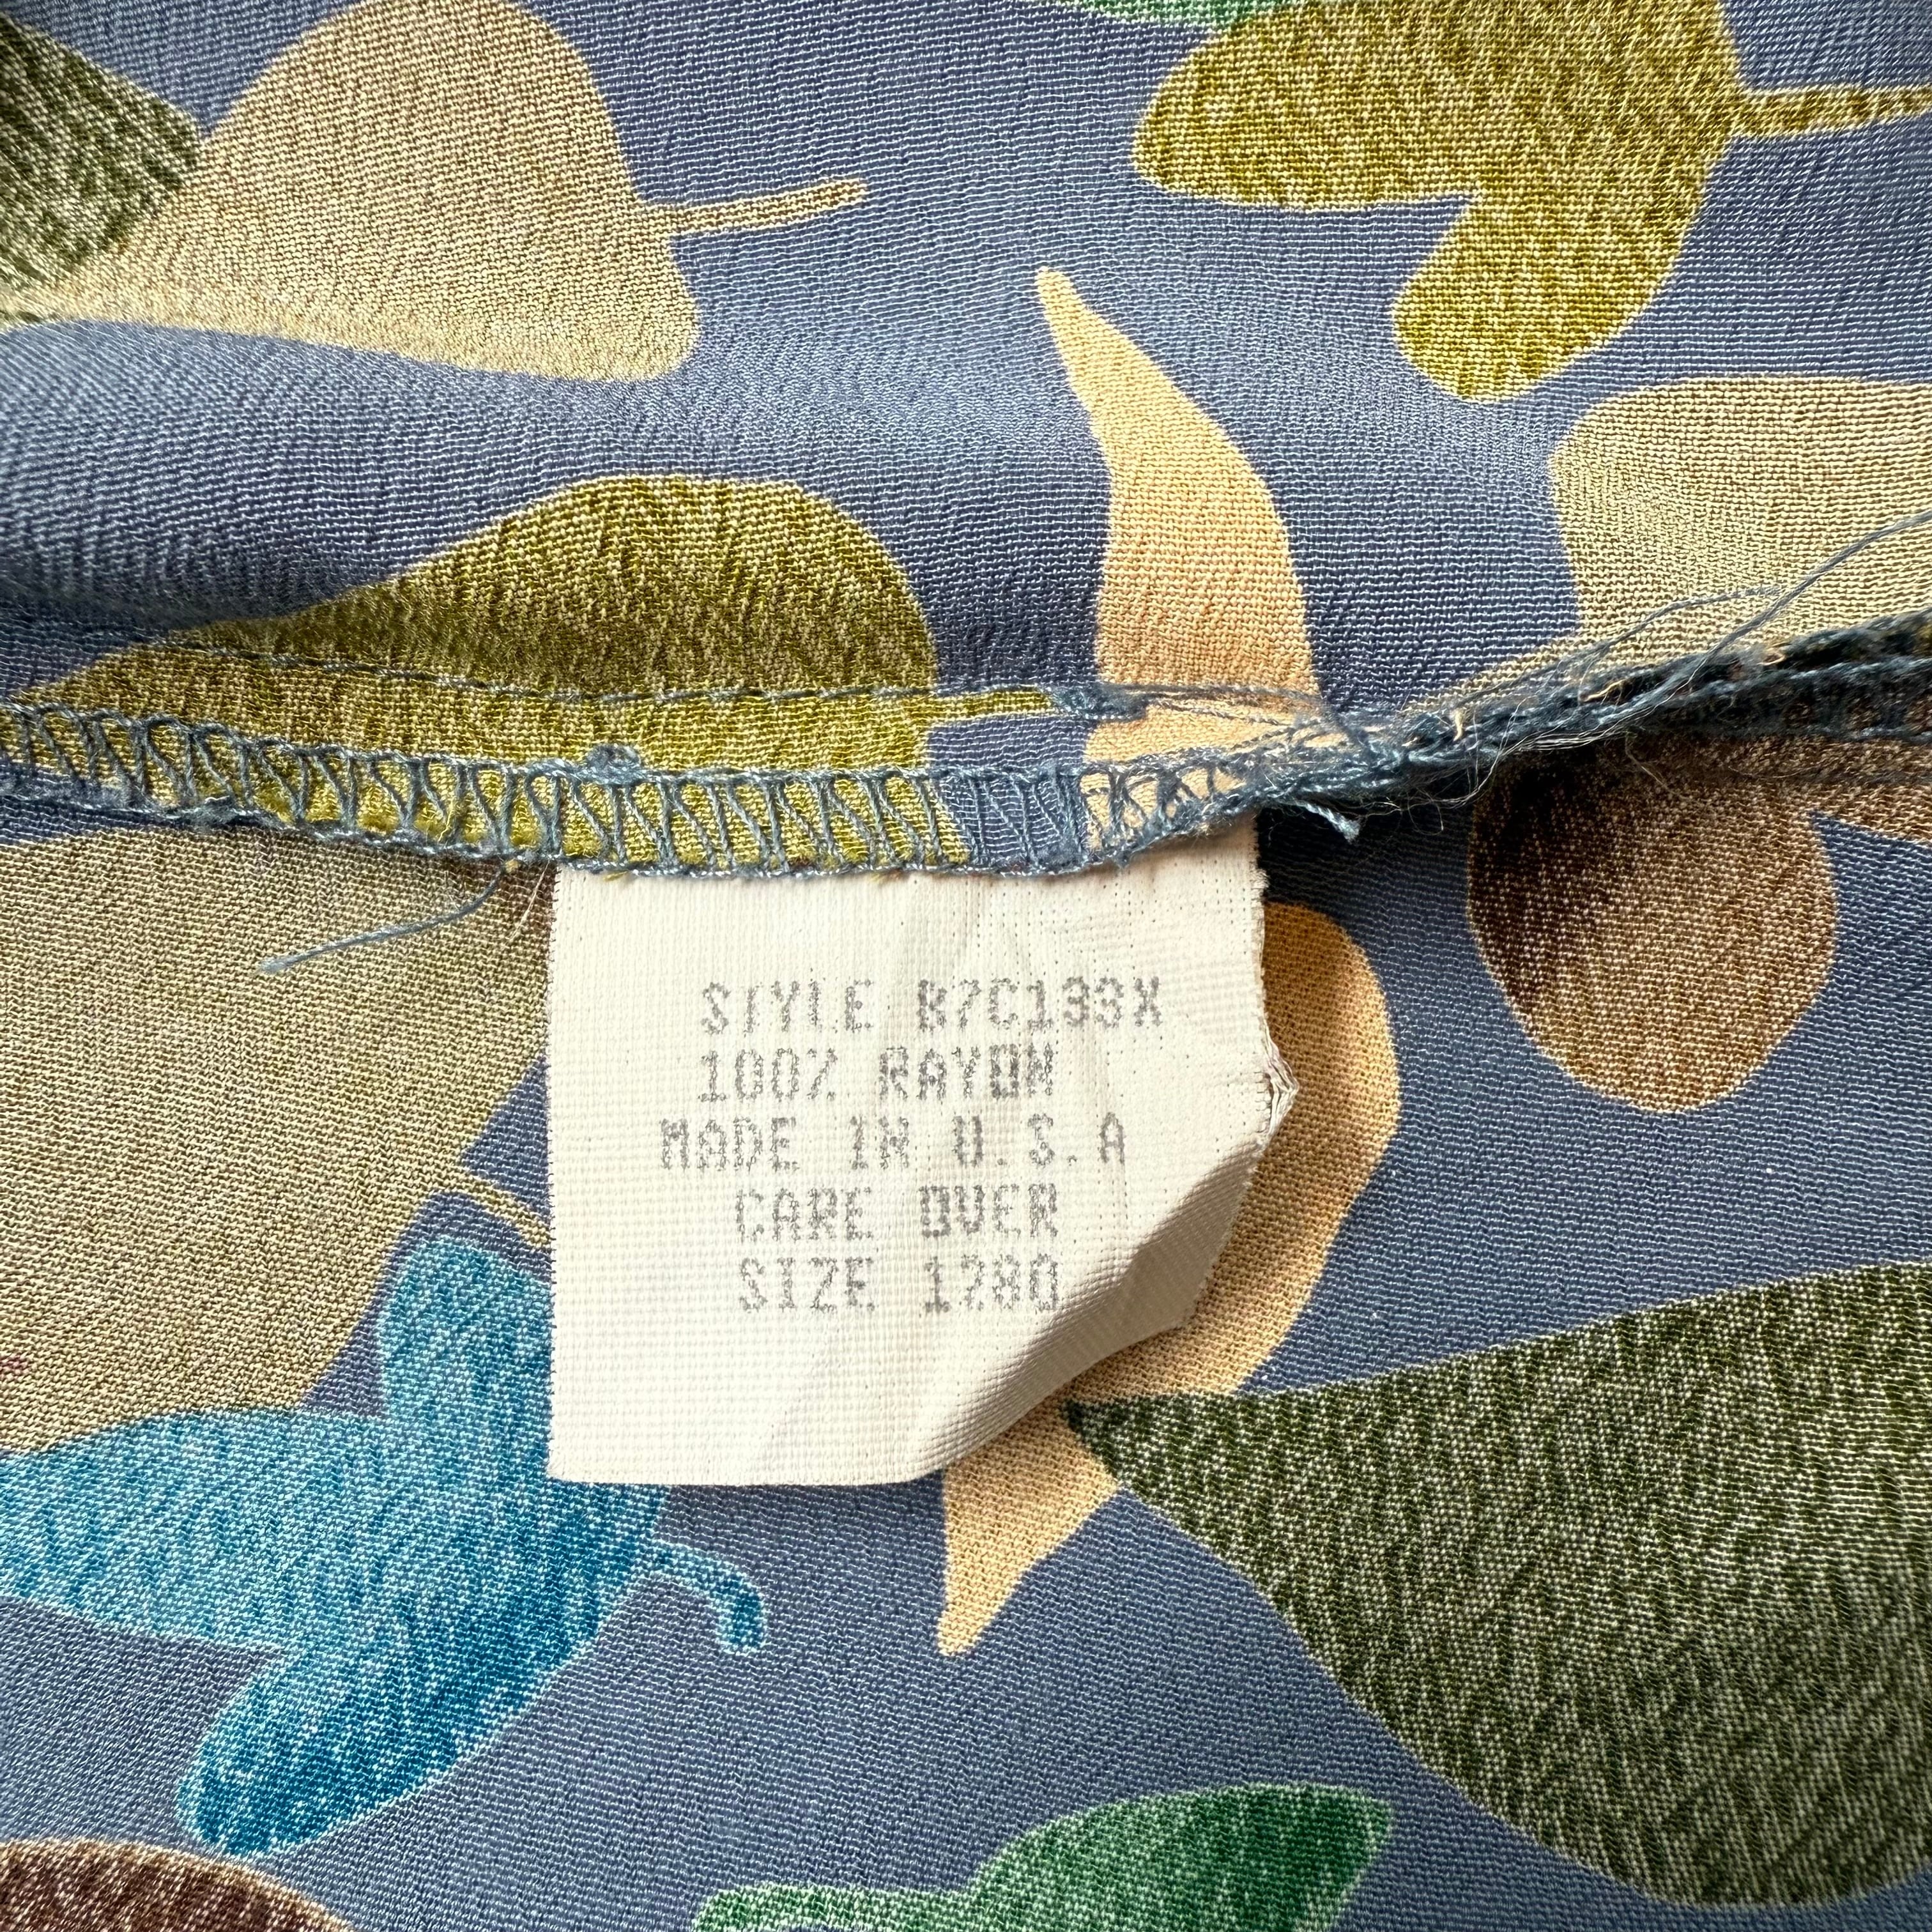 STYLE B7C133X
100% RAYON
MADE IN U.S.A
CARE OVER
SIZE 1280